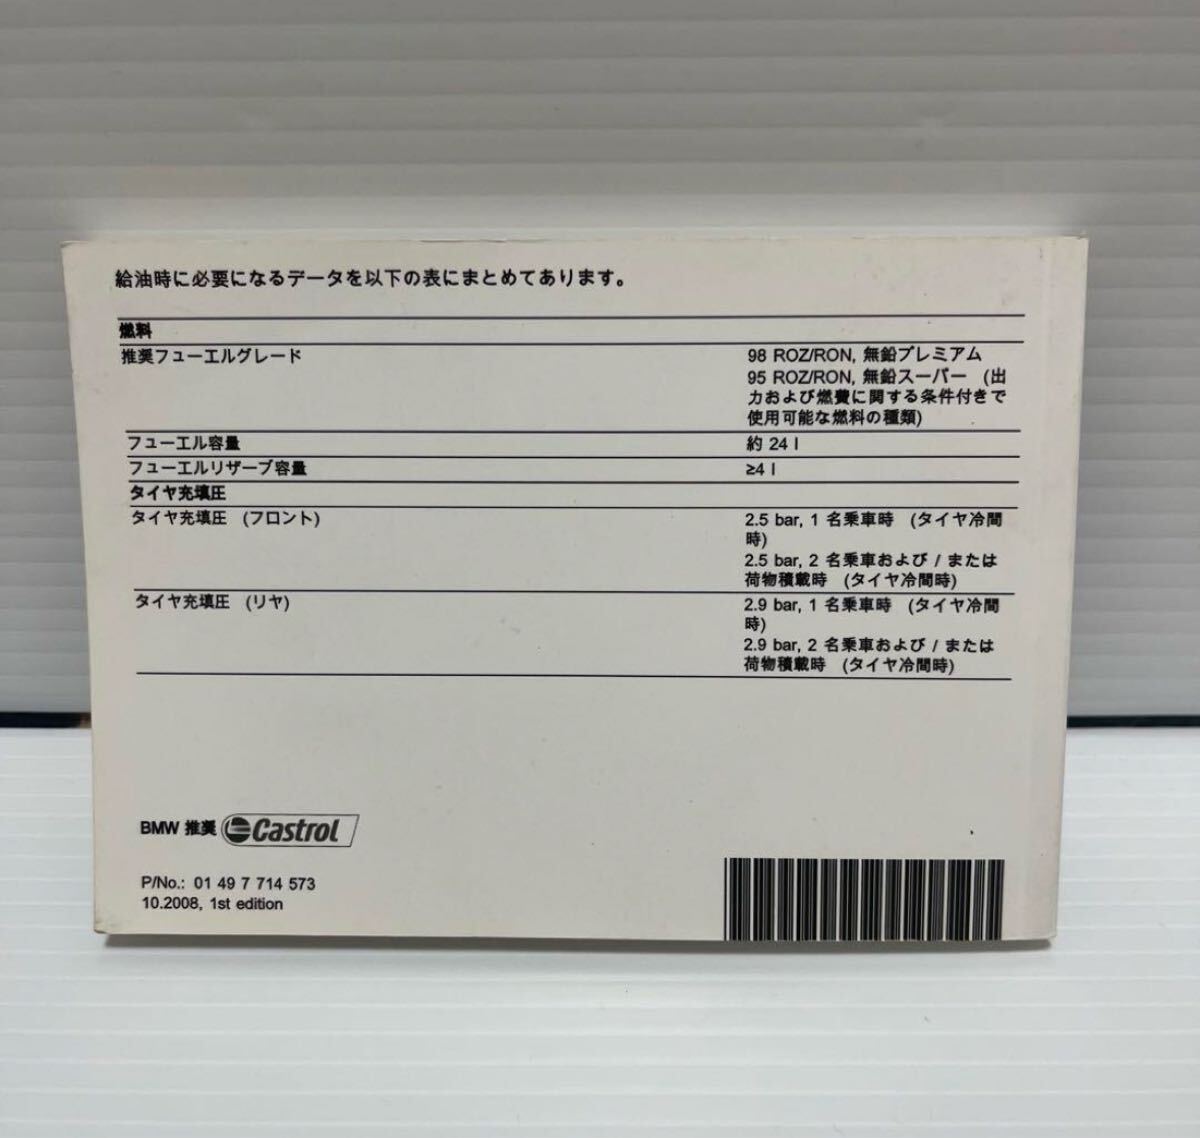 給油時に必要になるデータを以下の表にまとめてあります。
燃料
推奨フューエルグレード
98 ROZ/RON, 無鉛プレミアム
95 ROZ/RON, 無鉛スーパー (出
力および燃費に関する条件付きで
使用可能な燃料の種類)
フューエル容量
約 24 l
フューエルリザーブ容量
≥4 l
タイヤ充填圧
タイヤ充填圧 (フロント)
2.5 bar, 1 名乗車時 (タイヤ冷間
時)
2.5 bar, 2 名乗車および / または
荷物積載時 (タイヤ冷間時)
タイヤ充填圧 (リヤ)
2.9 bar, 1 名乗車時 (タイヤ冷間
時)
2.9 bar, 2 名乗車および / または
荷物積載時 (タイヤ冷間時)
BMW 推奨 Castrol
P/No.: 01 49 7 714 573
10.2008, 1st edition